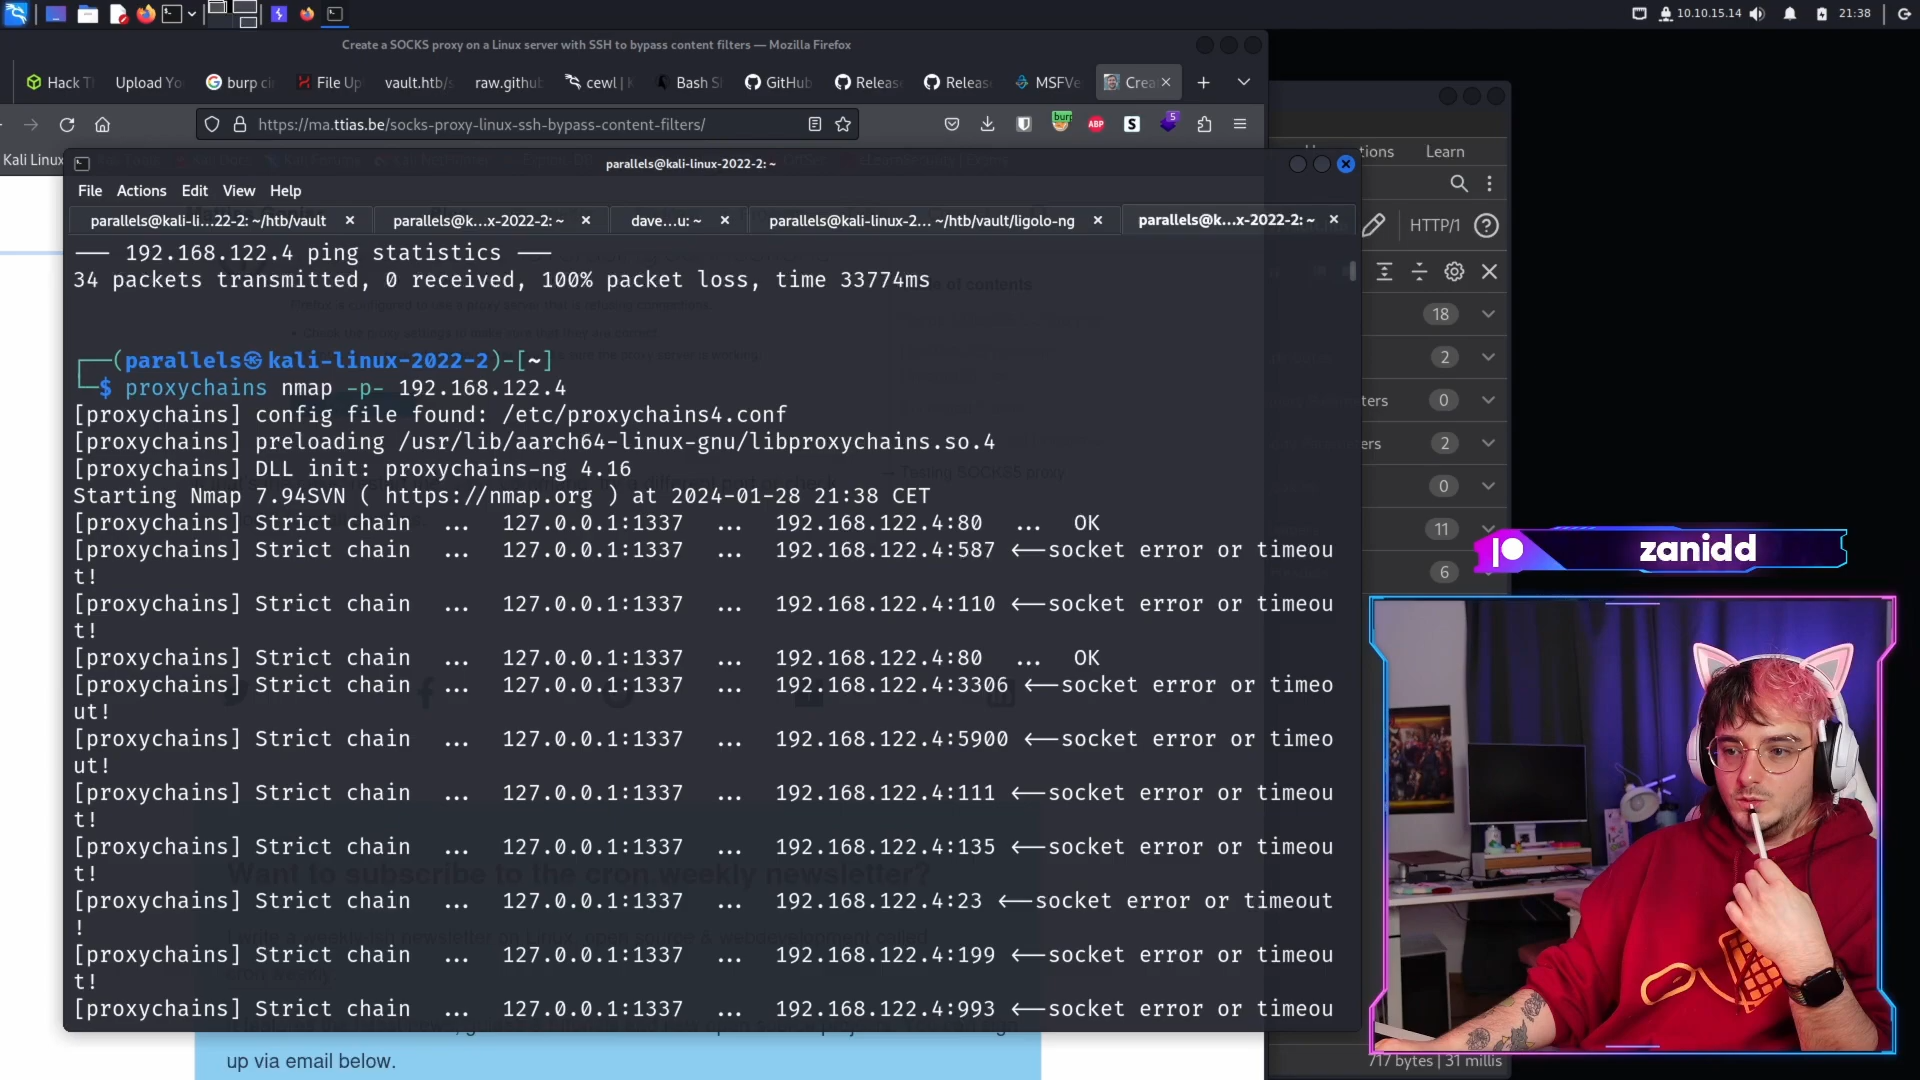 10.10.15.14
21:38
Create a SOCKS proxy on a Linux server with SSH to bypass content filters — Mozilla Firefox
Hack T
Upload Yo
burp ci
File Up
vault.htb/s
raw.github
cewl | K
Bash S
GitHub
Releas
Releas
MSFVe
Crea
https://ma.ttias.be/socks-proxy-linux-ssh-bypass-content-filters/
burp
ABP
S
5
Kali Linux
parallels@kali-linux-2022-2: ~
Learn
File Actions Edit View Help
parallels@kali-li...22-2: ~/htb/vault
parallels@k...x-2022-2: ~
dave...u: ~
parallels@kali-linux-2... ~/htb/vault/ligolo-ng
parallels@k...x-2022-2: ~
HTTP/1
— 192.168.122.4 ping statistics —
34 packets transmitted, 0 received, 100% packet loss, time 33774ms
(parallels㉿kali-linux-2022-2)-[~]
$ proxychains nmap -p- 192.168.122.4
[proxychains] config file found: /etc/proxychains4.conf
[proxychains] preloading /usr/lib/aarch64-linux-gnu/libproxychains.so.4
[proxychains] DLL init: proxychains-ng 4.16
Starting Nmap 7.94SVN ( https://nmap.org ) at 2024-01-28 21:38 CET
[proxychains] Strict chain ... 127.0.0.1:1337 ... 192.168.122.4:80 ... OK
[proxychains] Strict chain ... 127.0.0.1:1337 ... 192.168.122.4:587 <--socket error or timeou
t!
[proxychains] Strict chain ... 127.0.0.1:1337 ... 192.168.122.4:110 <--socket error or timeou
t!
[proxychains] Strict chain ... 127.0.0.1:1337 ... 192.168.122.4:80 ... OK
[proxychains] Strict chain ... 127.0.0.1:1337 ... 192.168.122.4:3306 <--socket error or timeo
ut!
[proxychains] Strict chain ... 127.0.0.1:1337 ... 192.168.122.4:5900 <--socket error or timeo
ut!
[proxychains] Strict chain ... 127.0.0.1:1337 ... 192.168.122.4:111 <--socket error or timeou
t!
[proxychains] Strict chain ... 127.0.0.1:1337 ... 192.168.122.4:135 <--socket error or timeou
t!
[proxychains] Strict chain ... 127.0.0.1:1337 ... 192.168.122.4:23 <--socket error or timeout
!
[proxychains] Strict chain ... 127.0.0.1:1337 ... 192.168.122.4:199 <--socket error or timeou
t!
[proxychains] Strict chain ... 127.0.0.1:1337 ... 192.168.122.4:993 <--socket error or timeou
Testing SOCKS5 proxy
Want to subscribe to the cron weekly newsletter?
up via email below.
18
2
0
2
0
11
6
zanidd
717 bytes | 31 millis